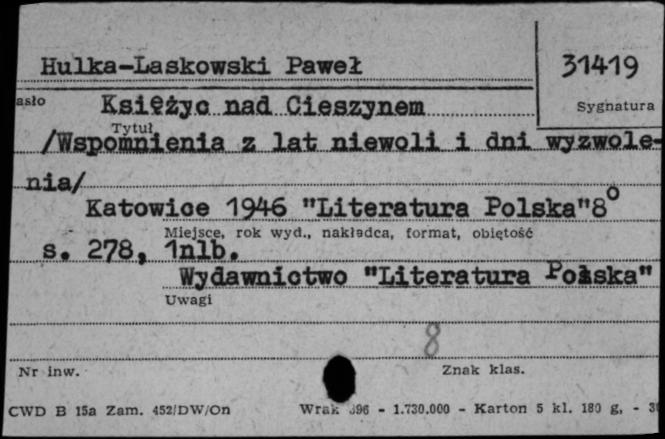 Hulka-Laskowski Paweł
31419
asło Księżyc nad Cieszynem Sygnatura
Tytuł
/Wspomnienia z lat niewoli i dni wyzwole-
nia/
Katowice 1946 "Literatura Polska" 8°
Miejsce, rok wyd., nakładca, format, objętość
s. 278, 1nlb.
Wydawnictwo "Literatura Polska"
Uwagi
8
Nr inw. Znak klas.
CWD B 15a Zam. 452/DW/On Wrak 396 - 1.730.000 - Karton 5 kl. 180 g, -